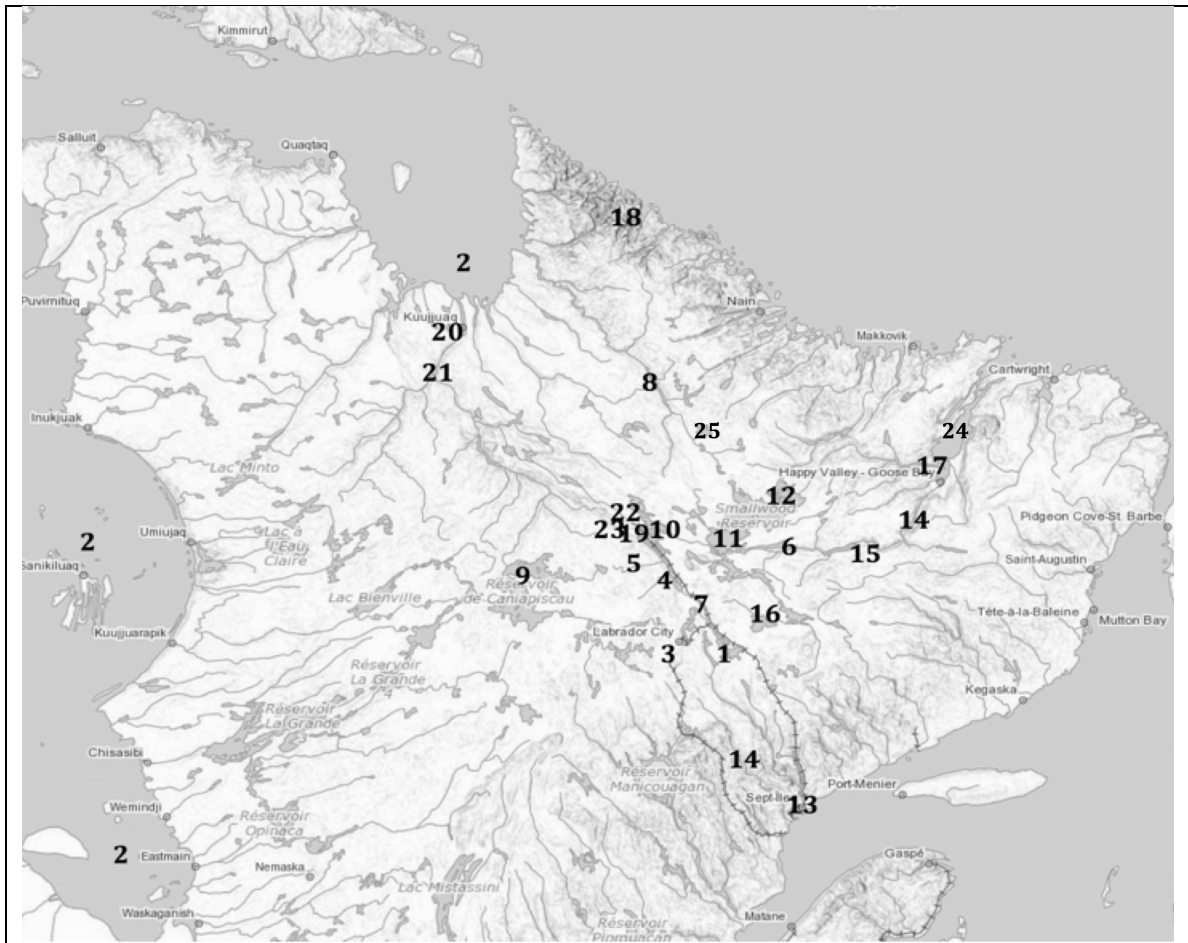 Kimmirut
Salluit
Quaqtaq
18
2
Puvirnituq
Nain
Kuujjuaq
20
Makkovik
21
8
Cartwright
Inukjuak
25
24
Lac Minto
17
Happy Valley - Goose Bay
12
Smallwood
Reservoir
22
14
Pidgeon Cove-St. Barbe
23
19
10
Umiujaq
Lac à
l'Eau
Claire
2
11
6
15
Saint-Augustin
Sanikiluaq
5
9
4
Réservoir
de Caniapiscau
Lac Bienville
7
16
Tête-à-la-Baleine
Mutton Bay
Kuujjuarapik
Labrador City
3
1
Réservoir
La Grande
4
Kegaska
Réservoir
La Grande
3
Chisasibi
14
Réservoir
Manicouagan
Port-Menier
Sept-Île
13
Wemindji
Réservoir
Opinaca
2
Eastmain
Nemaska
Gaspé
Lac Mistassini
Waskaganish
Matane
Réservoir
Pipmuacan